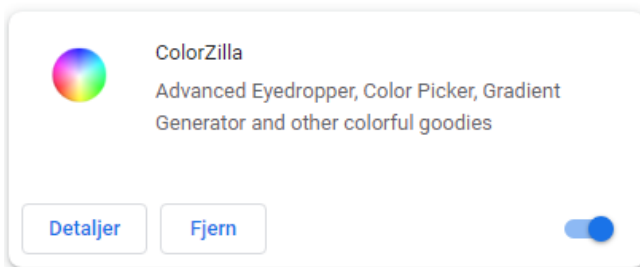 ColorZilla
Advanced Eyedropper, Color Picker, Gradient
Generator and other colorful goodies
Detaljer
Fjern